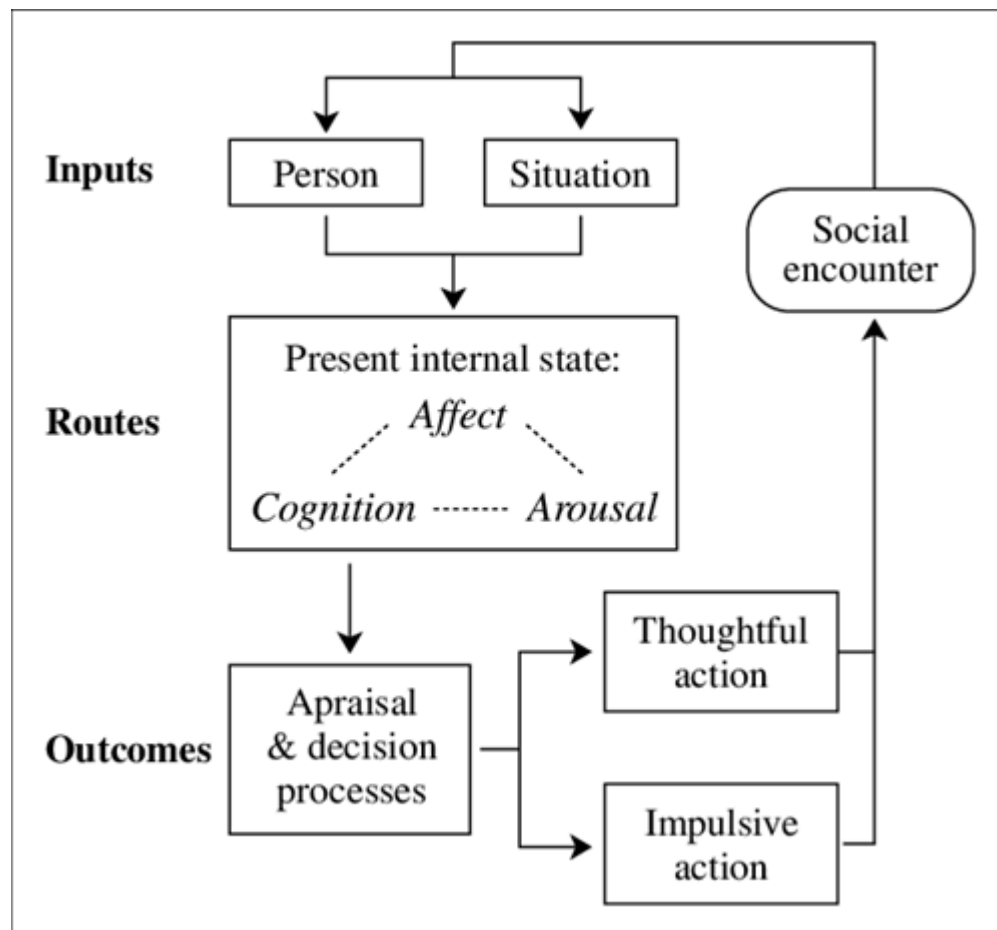 Inputs
Person
Situation
Social
encounter
Routes
Present internal state:
Affect
Cognition
Arousal
Outcomes
Apraisal
& decision
processes
Thoughtful
action
Impulsive
action